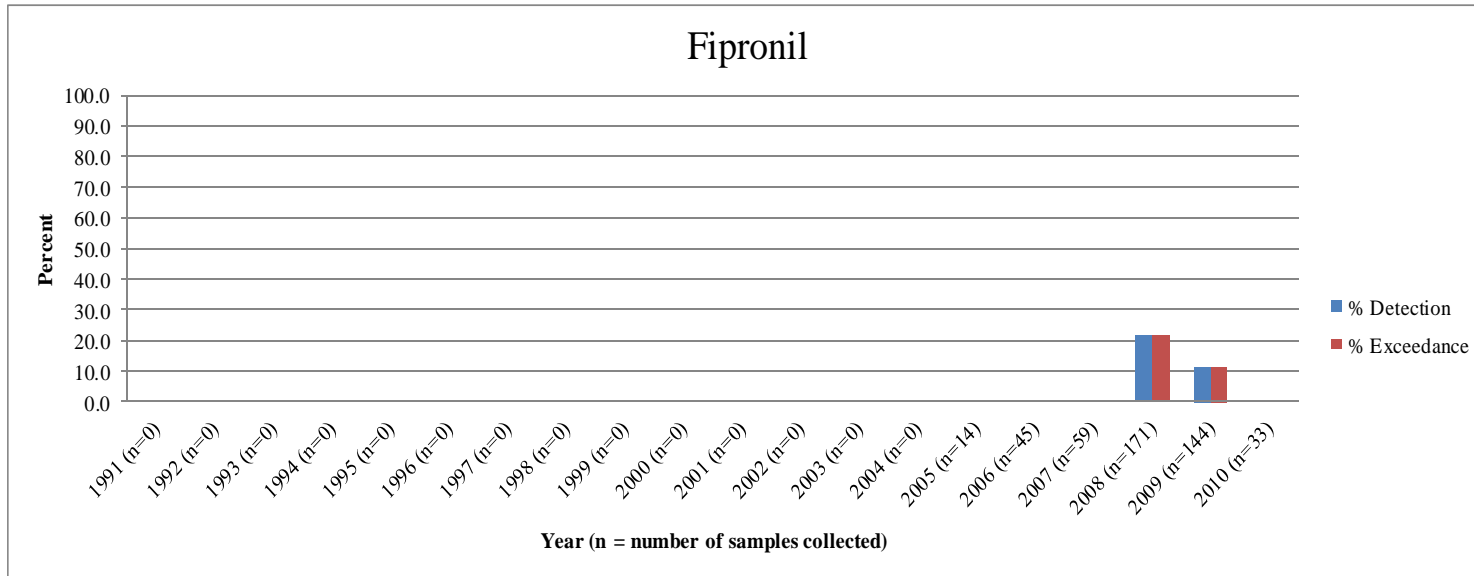 Fipronil
100.0
90.0
80.0
70.0
60.0
50.0
40.0
30.0
20.0
10.0
0.0
Percent
% Detection
% Exceedance
1991 (n=0)
1992 (n=0)
1993 (n=0)
1994 (n=0)
1995 (n=0)
1996 (n=0)
1997 (n=0)
1998 (n=0)
1999 (n=0)
2000 (n=0)
2001 (n=0)
2002 (n=0)
2003 (n=0)
2004 (n=0)
2005 (n=14)
2006 (n=45)
2007 (n=59)
2008 (n=171)
2009 (n=144)
2010 (n=33)
Year (n = number of samples collected)